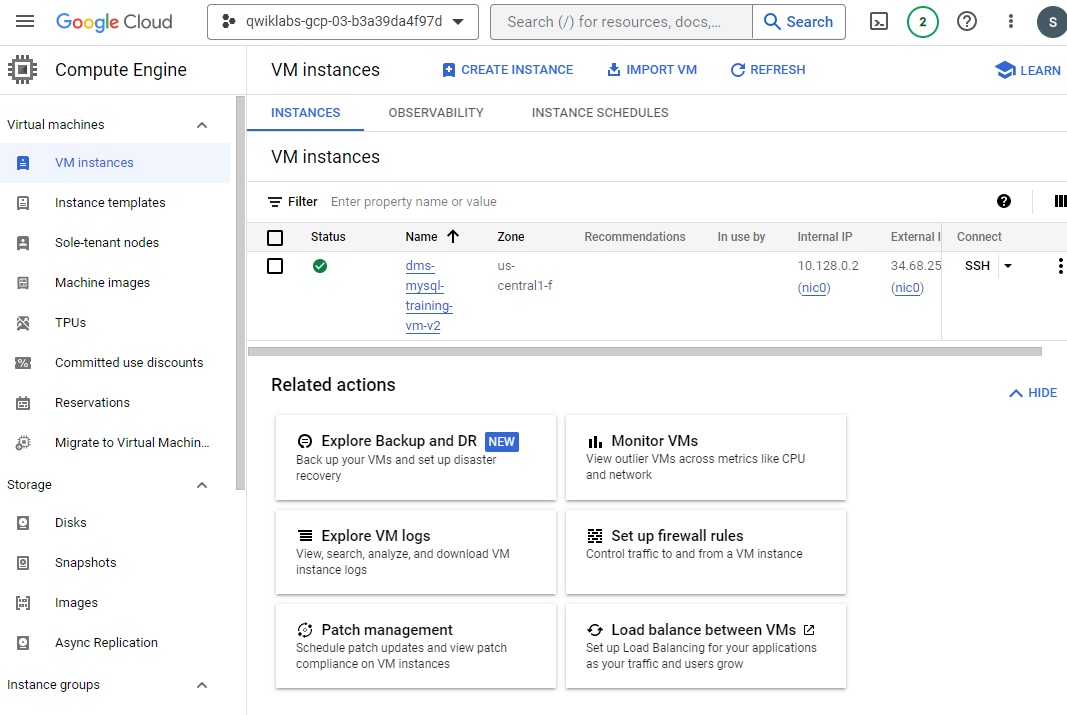 Google Cloud
qwiklabs-gcp-03-b3a39da4f97d
Search (/) for resources, docs,...
Search
2
S
Compute Engine
VM instances
CREATE INSTANCE
IMPORT VM
REFRESH
LEARN
Virtual machines
VM instances
Instance templates
Sole-tenant nodes
Machine images
TPUs
Committed use discounts
Reservations
Migrate to Virtual Machin...
Storage
Disks
Snapshots
Images
Async Replication
Instance groups
INSTANCES OBSERVABILITY INSTANCE SCHEDULES
VM instances
Filter Enter property name or value
Status Name Zone Recommendations In use by Internal IP External I Connect
dms- us- 10.128.0.2 34.68.25 SSH
mysql- central1-f (nic0) (nic0)
training-
vm-v2
Related actions
HIDE
Explore Backup and DR NEW
Back up your VMs and set up disaster
recovery
Monitor VMs
View outlier VMs across metrics like CPU
and network
Explore VM logs
View, search, analyze, and download VM
instance logs
Set up firewall rules
Control traffic to and from a VM instance
Patch management
Schedule patch updates and view patch
compliance on VM instances
Load balance between VMs
Set up Load Balancing for your applications
as your traffic and users grow